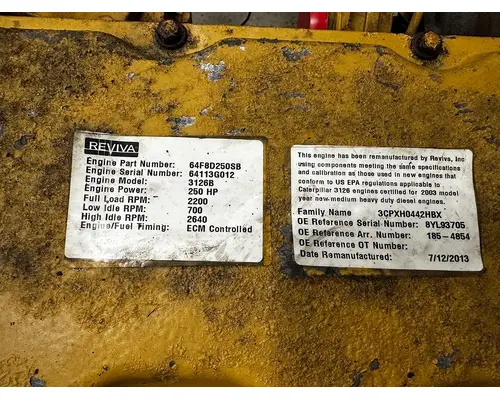 REVIVA
Engine Part Number: 64F8D250SB
Engine Serial Number: 64113G012
Engine Model: 3126B
Engine Power: 250 HP
Full Load RPM: 2200
Low Idle RPM: 700
High Idle RPM: 2640
Engine/Fuel Timing: ECM Controlled
This engine has been remanufactured by Reviva, Inc
using components meeting the same specifications
and calibration as those used in new engines that
conform to US EPA regulations applicable to
Caterpillar 3126 engines certified for 2003 model
year new-medium heavy duty diesel engines.
Family Name 3CPXH0442HBX
OE Reference Serial Number: 8YL93705
OE Reference Arr. Number: 185-4854
OE Reference OT Number:
Date Remanufactured: 7/12/2013